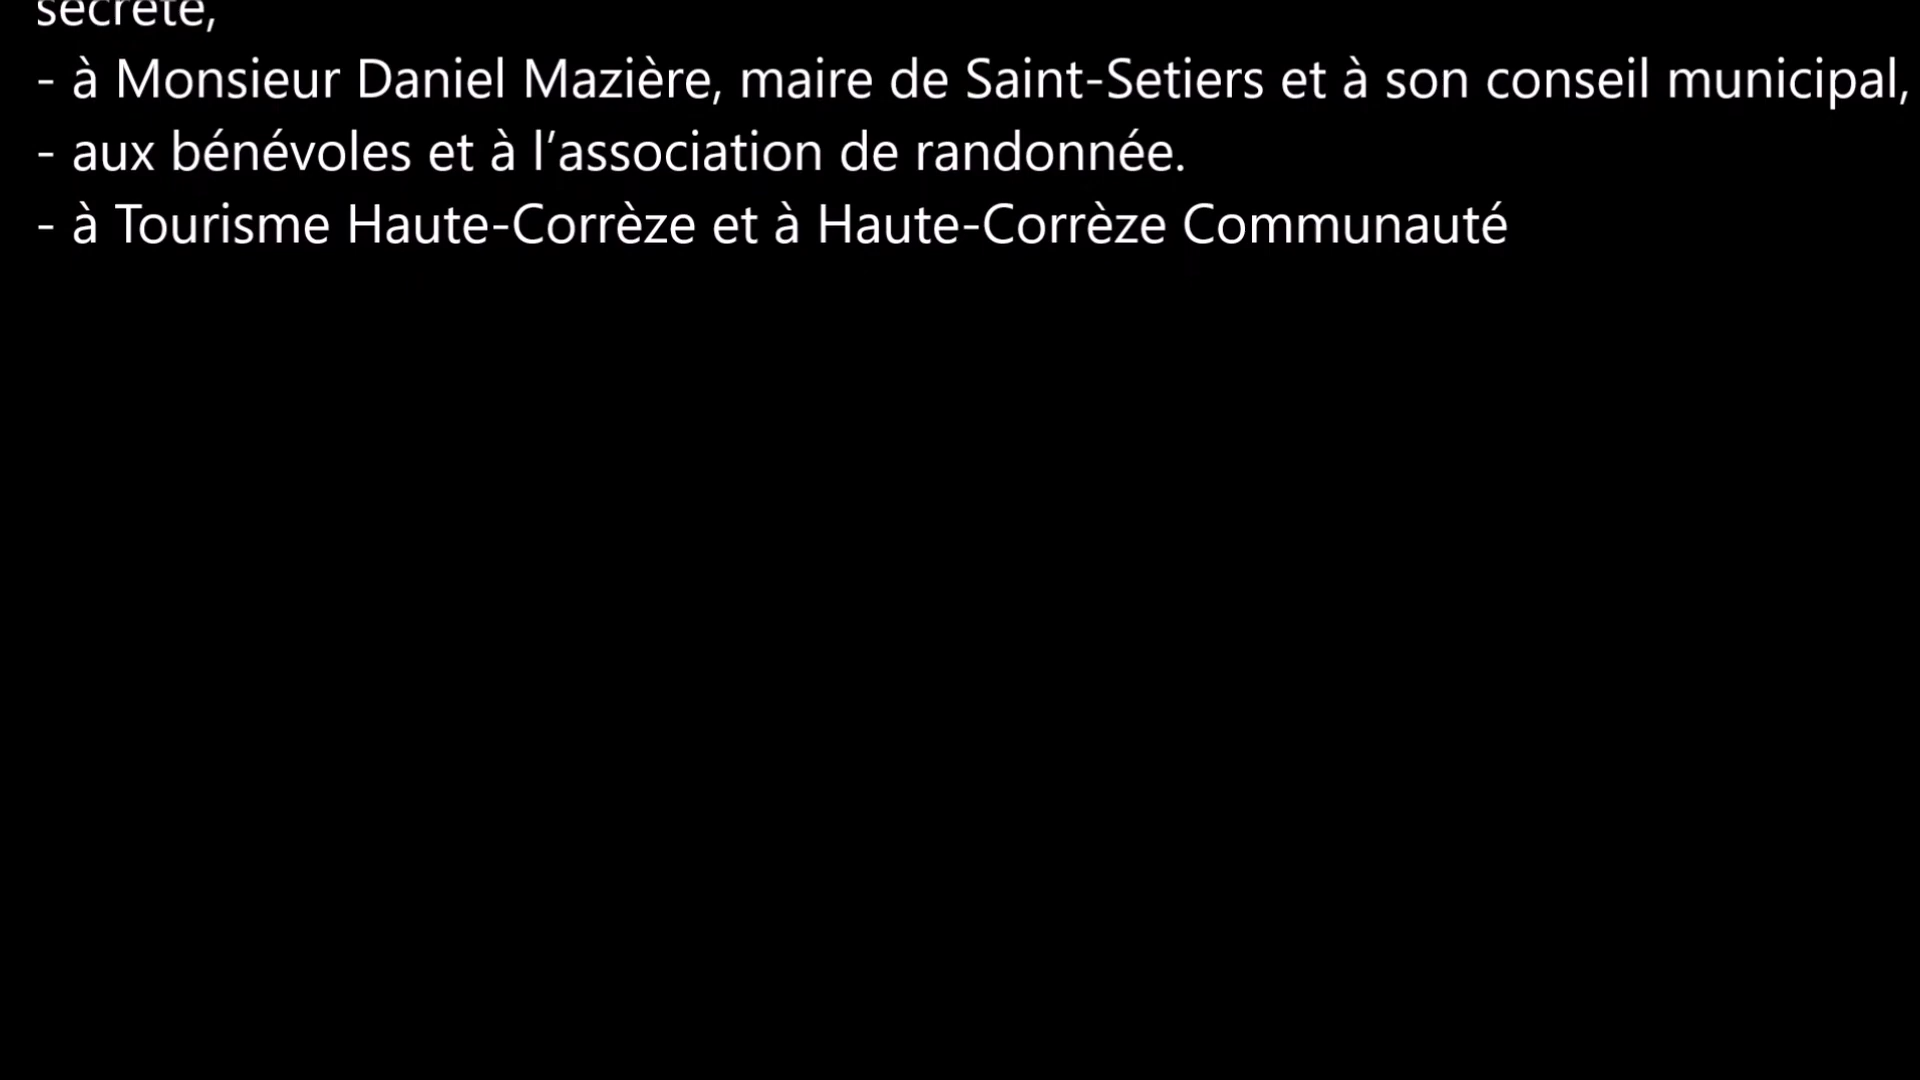 secrète,
- à Monsieur Daniel Mazière, maire de Saint-Setiers et à son conseil municipal,
- aux bénévoles et à l’association de randonnée.
- à Tourisme Haute-Corrèze et à Haute-Corrèze Communauté